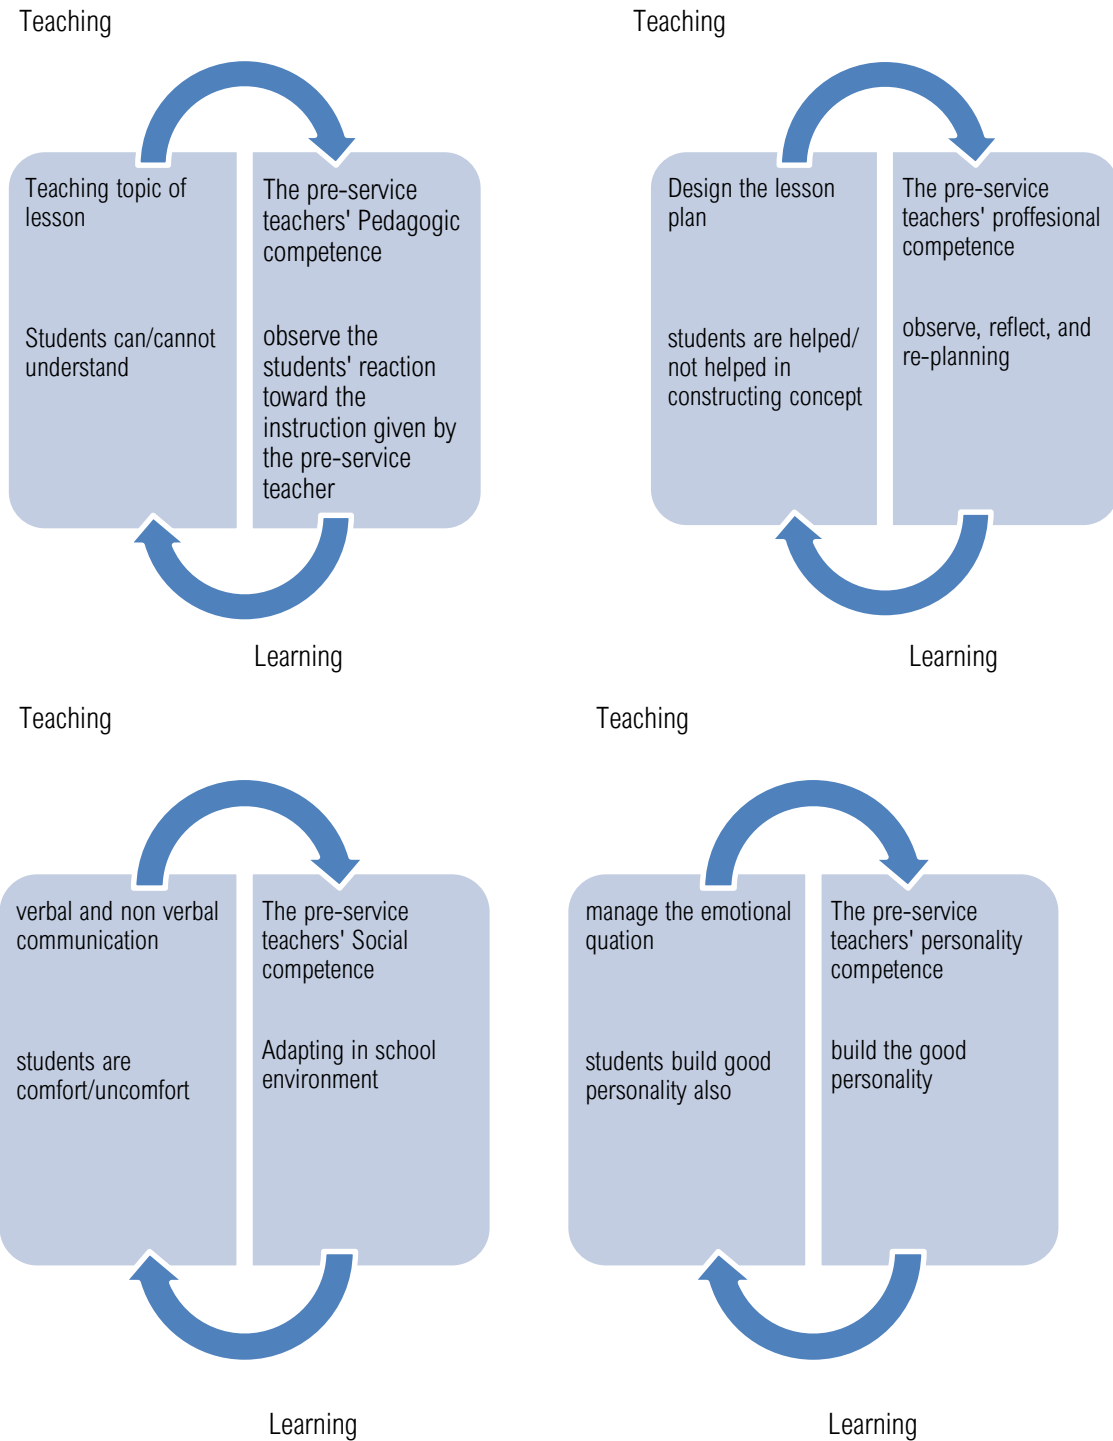 Teaching
Teaching topic of
lesson
Students can/cannot
understand
The pre-service
teachers' Pedagogic
competence
observe the
students' reaction
toward the
instruction given by
the pre-service
teacher
Learning
Teaching
Design the lesson
plan
students are helped/
not helped in
constructing concept
The pre-service
teachers' proffesional
competence
observe, reflect, and
re-planning
Learning
Teaching
verbal and non verbal
communication
students are
comfort/uncomfort
The pre-service
teachers' Social
competence
Adapting in school
environment
Learning
Teaching
manage the emotional
quation
students build good
personality also
The pre-service
teachers' personality
competence
build the good
personality
Learning